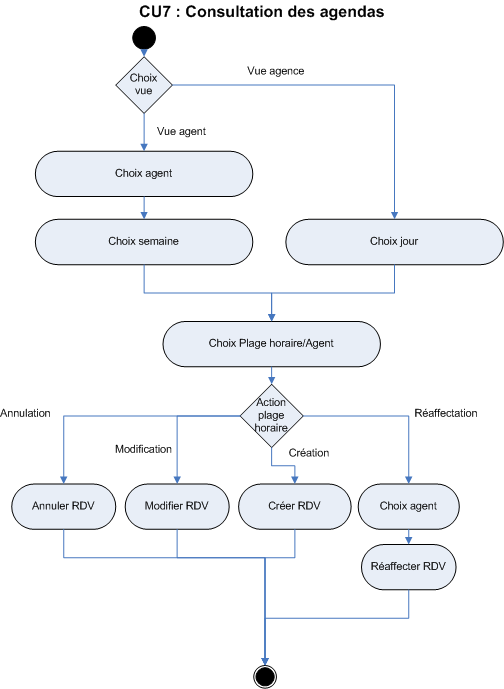 CU7 : Consultation des agendas
Choix
vue
Vue agence
Vue agent
Choix agent
Choix semaine
Choix jour
Choix Plage horaire/Agent
Action
plage
horaire
Annulation
Réaffectation
Modification
Création
Annuler RDV
Modifier RDV
Créer RDV
Choix agent
Réaffecter RDV